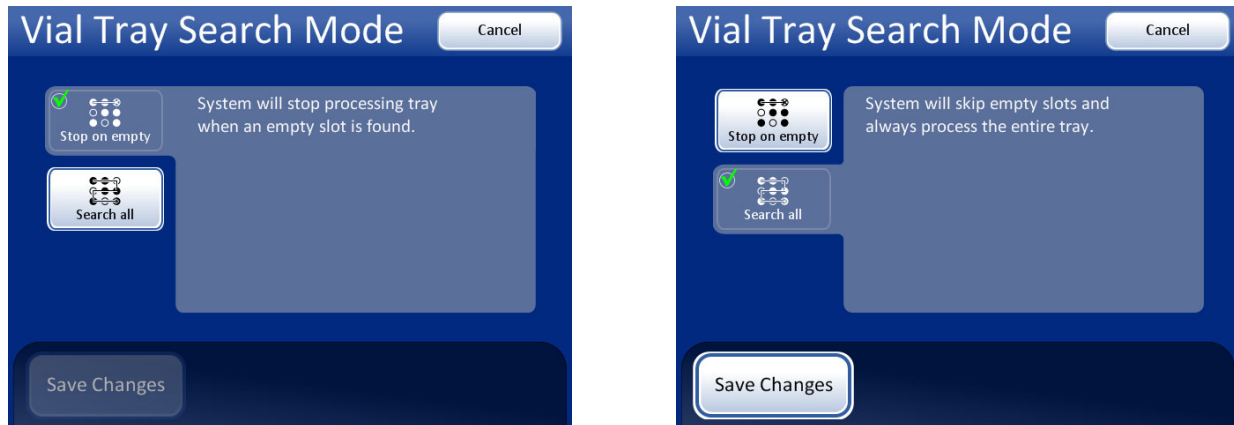 Vial Tray Search Mode
Cancel
Stop on empty
System will stop processing tray
when an empty slot is found.
Search all
Save Changes
Vial Tray Search Mode
Cancel
Stop on empty
System will skip empty slots and
always process the entire tray.
Search all
Save Changes